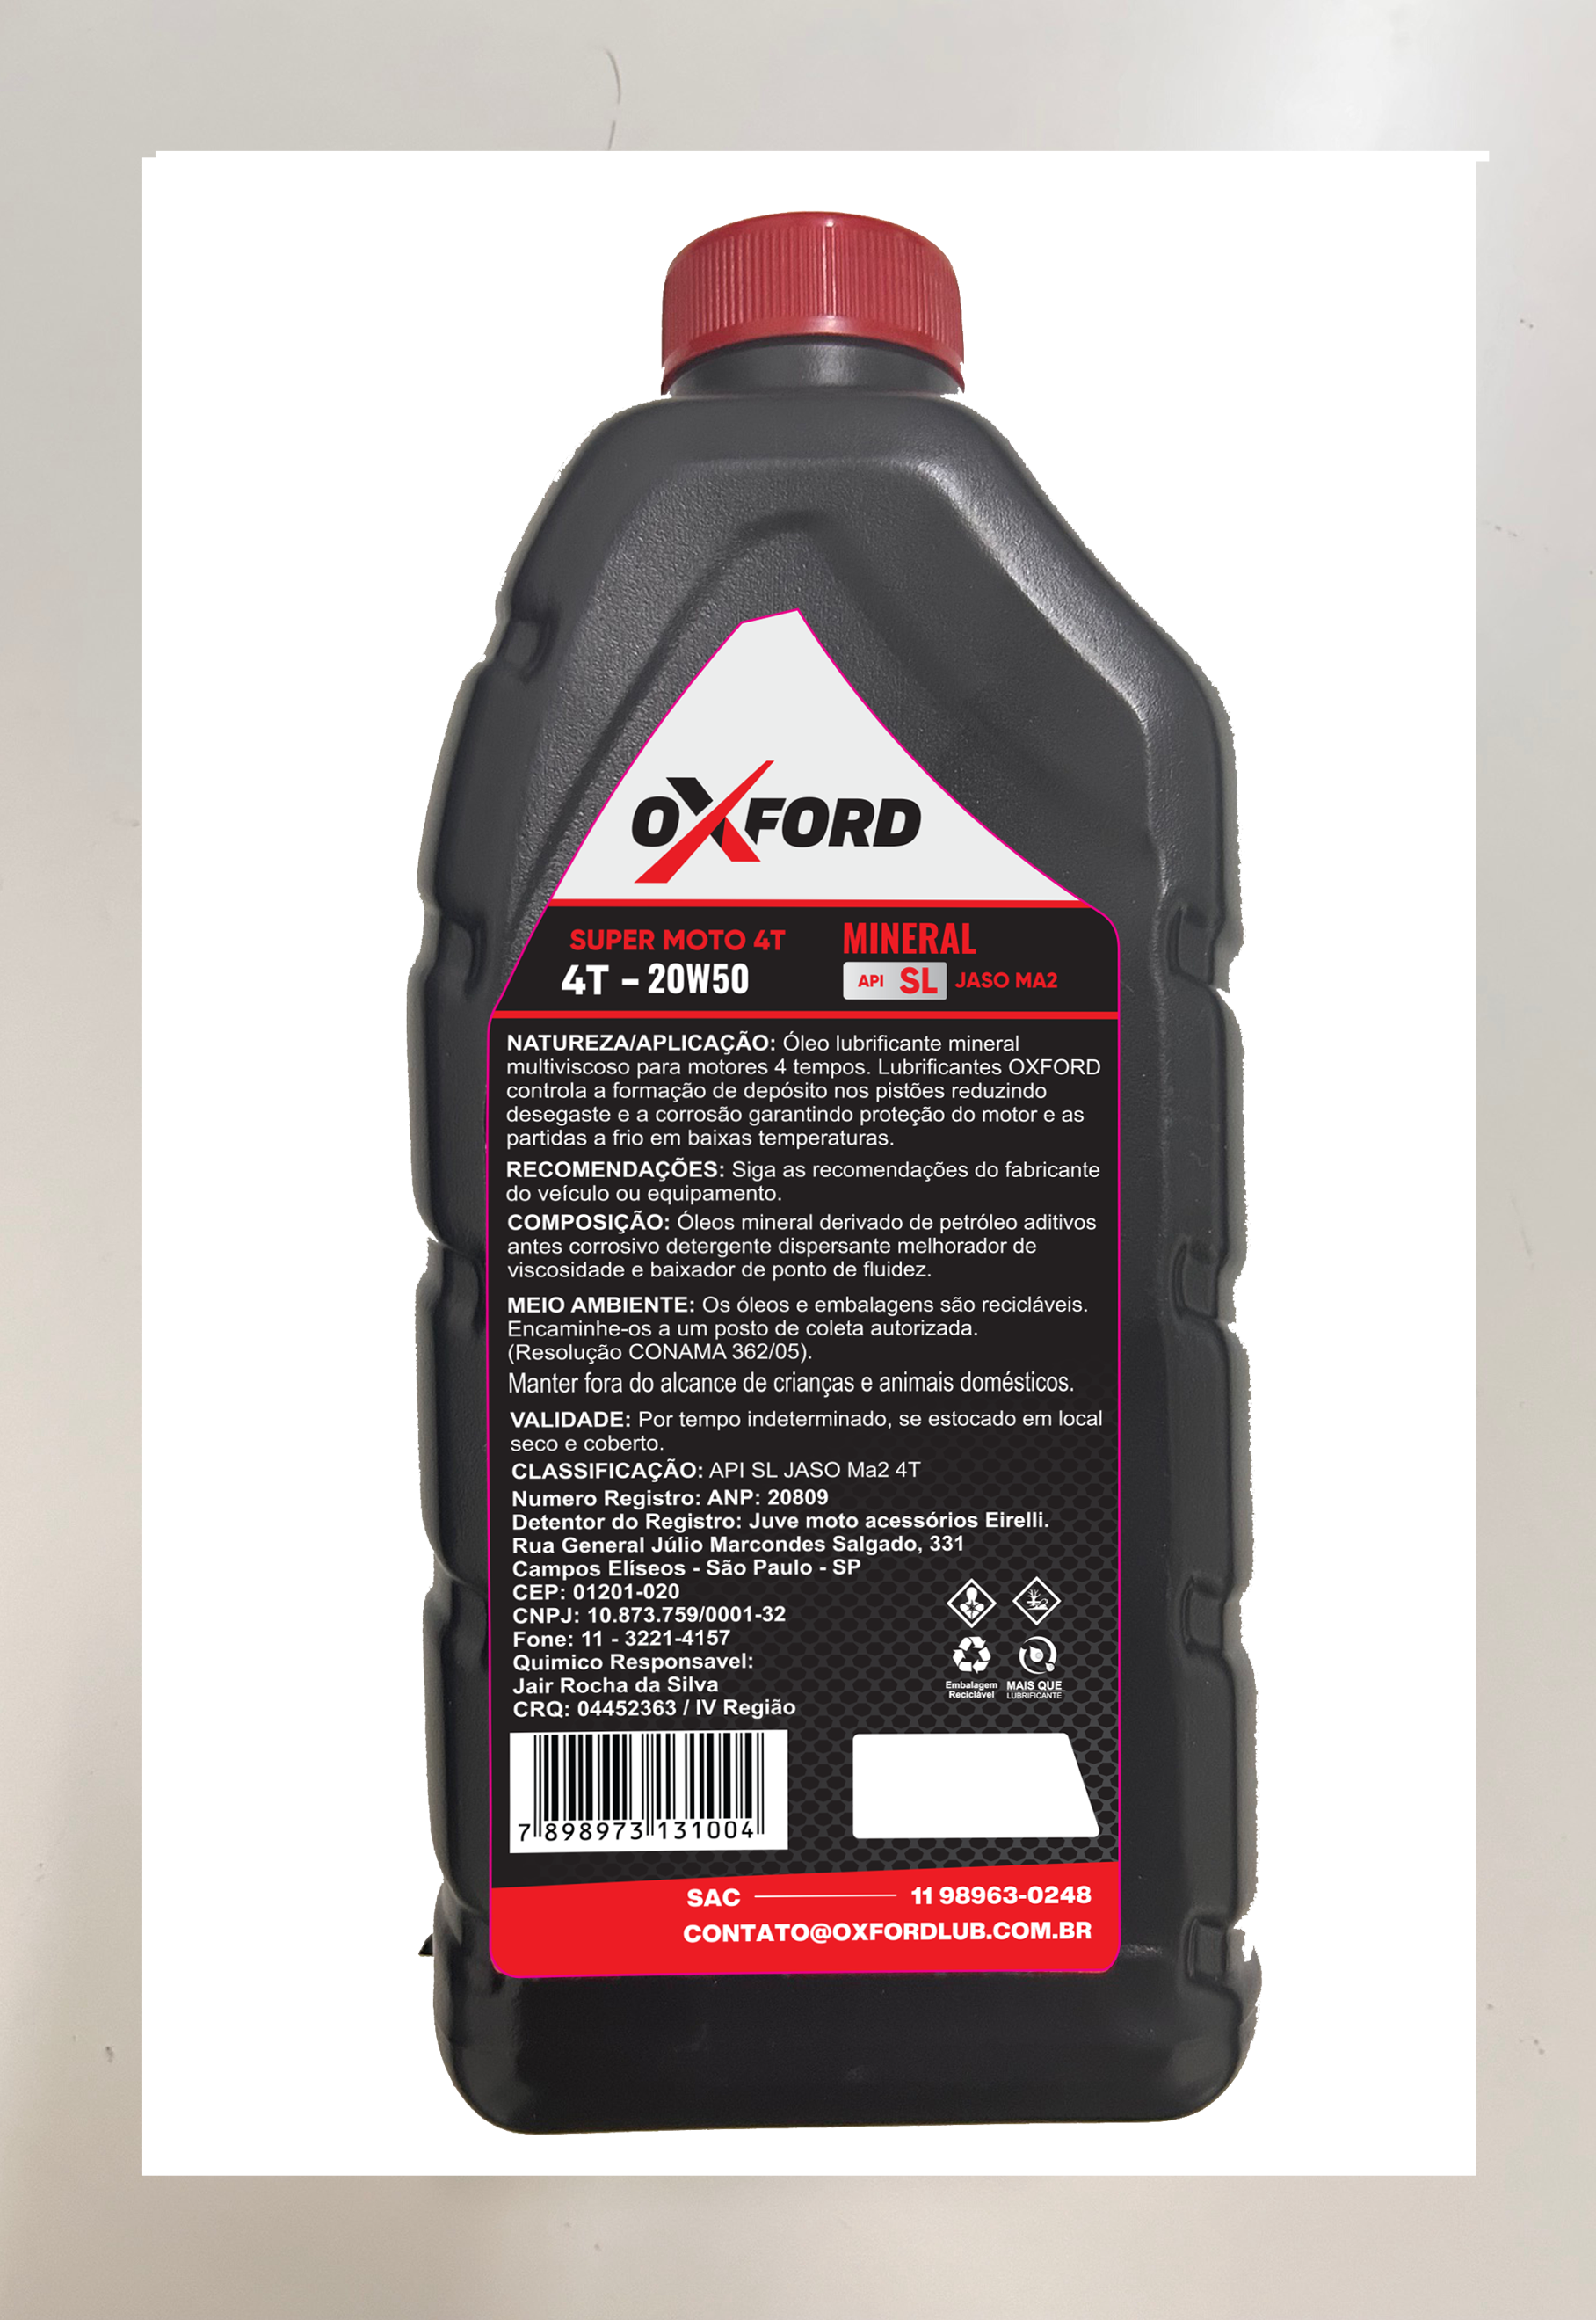 OXFORD
SUPER MOTO 4T
4T - 20W50
MINERAL
API SL JASO MA2
NATUREZA/APLICAÇÃO: Óleo lubrificante mineral
multiviscoso para motores 4 tempos. Lubrificantes OXFORD
controla a formação de depósito nos pistões reduzindo
desegaste e a corrosão garantindo proteção do motor e as
partidas a frio em baixas temperaturas.
RECOMENDAÇÕES: Siga as recomendações do fabricante
do veículo ou equipamento.
COMPOSIÇÃO: Óleos mineral derivado de petróleo aditivos
antes corrosivo detergente dispersante melhorador de
viscosidade e baixador de ponto de fluidez.
MEIO AMBIENTE: Os óleos e embalagens são recicláveis.
Encaminhe-os a um posto de coleta autorizada.
(Resolução CONAMA 362/05).
Manter fora do alcance de crianças e animais domésticos.
VALIDADE: Por tempo indeterminado, se estocado em local
seco e coberto.
CLASSIFICAÇÃO: API SL JASO Ma2 4T
Numero Registro: ANP: 20809
Detentor do Registro: Juve moto acessórios Eirelli.
Rua General Júlio Marcondes Salgado, 331
Campos Elíseos - São Paulo - SP
CEP: 01201-020
CNPJ: 10.873.759/0001-32
Fone: 11 - 3221-4157
Quimico Responsavel:
Jair Rocha da Silva
CRQ: 04452363 / IV Região
Embalagem
Reciclável
MAIS QUE
LUBRIFICANTE
7 898973 131004
SAC 11 98963-0248
CONTATO@OXFORDLUB.COM.BR